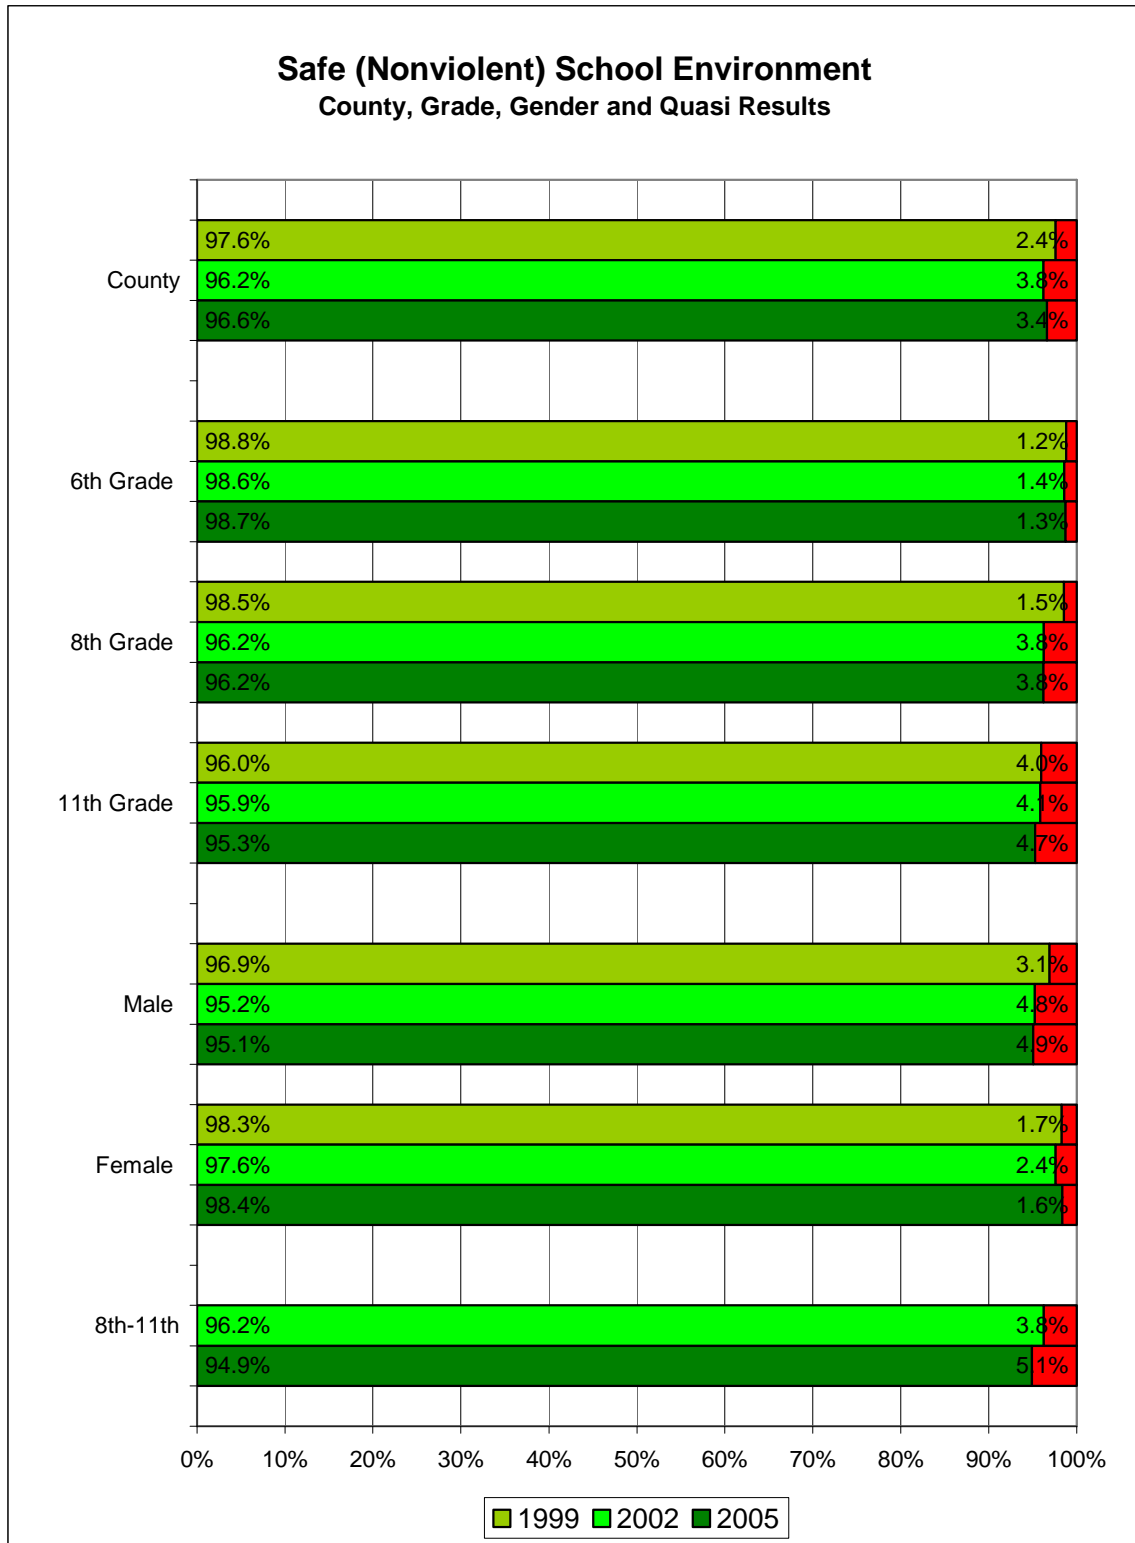 Safe (Nonviolent) School Environment
County, Grade, Gender and Quasi Results
97.6% 2.4%
County 96.2% 3.8%
96.6% 3.4%
98.8% 1.2%
6th Grade 98.6% 1.4%
98.7% 1.3%
98.5% 1.5%
8th Grade 96.2% 3.8%
96.2% 3.8%
96.0% 4.0%
11th Grade 95.9% 4.1%
95.3% 4.7%
96.9% 3.1%
Male 95.2% 4.8%
95.1% 4.9%
98.3% 1.7%
Female 97.6% 2.4%
98.4% 1.6%
8th-11th 96.2% 3.8%
94.9% 5.1%
0% 10% 20% 30% 40% 50% 60% 70% 80% 90% 100%
1999 2002 2005